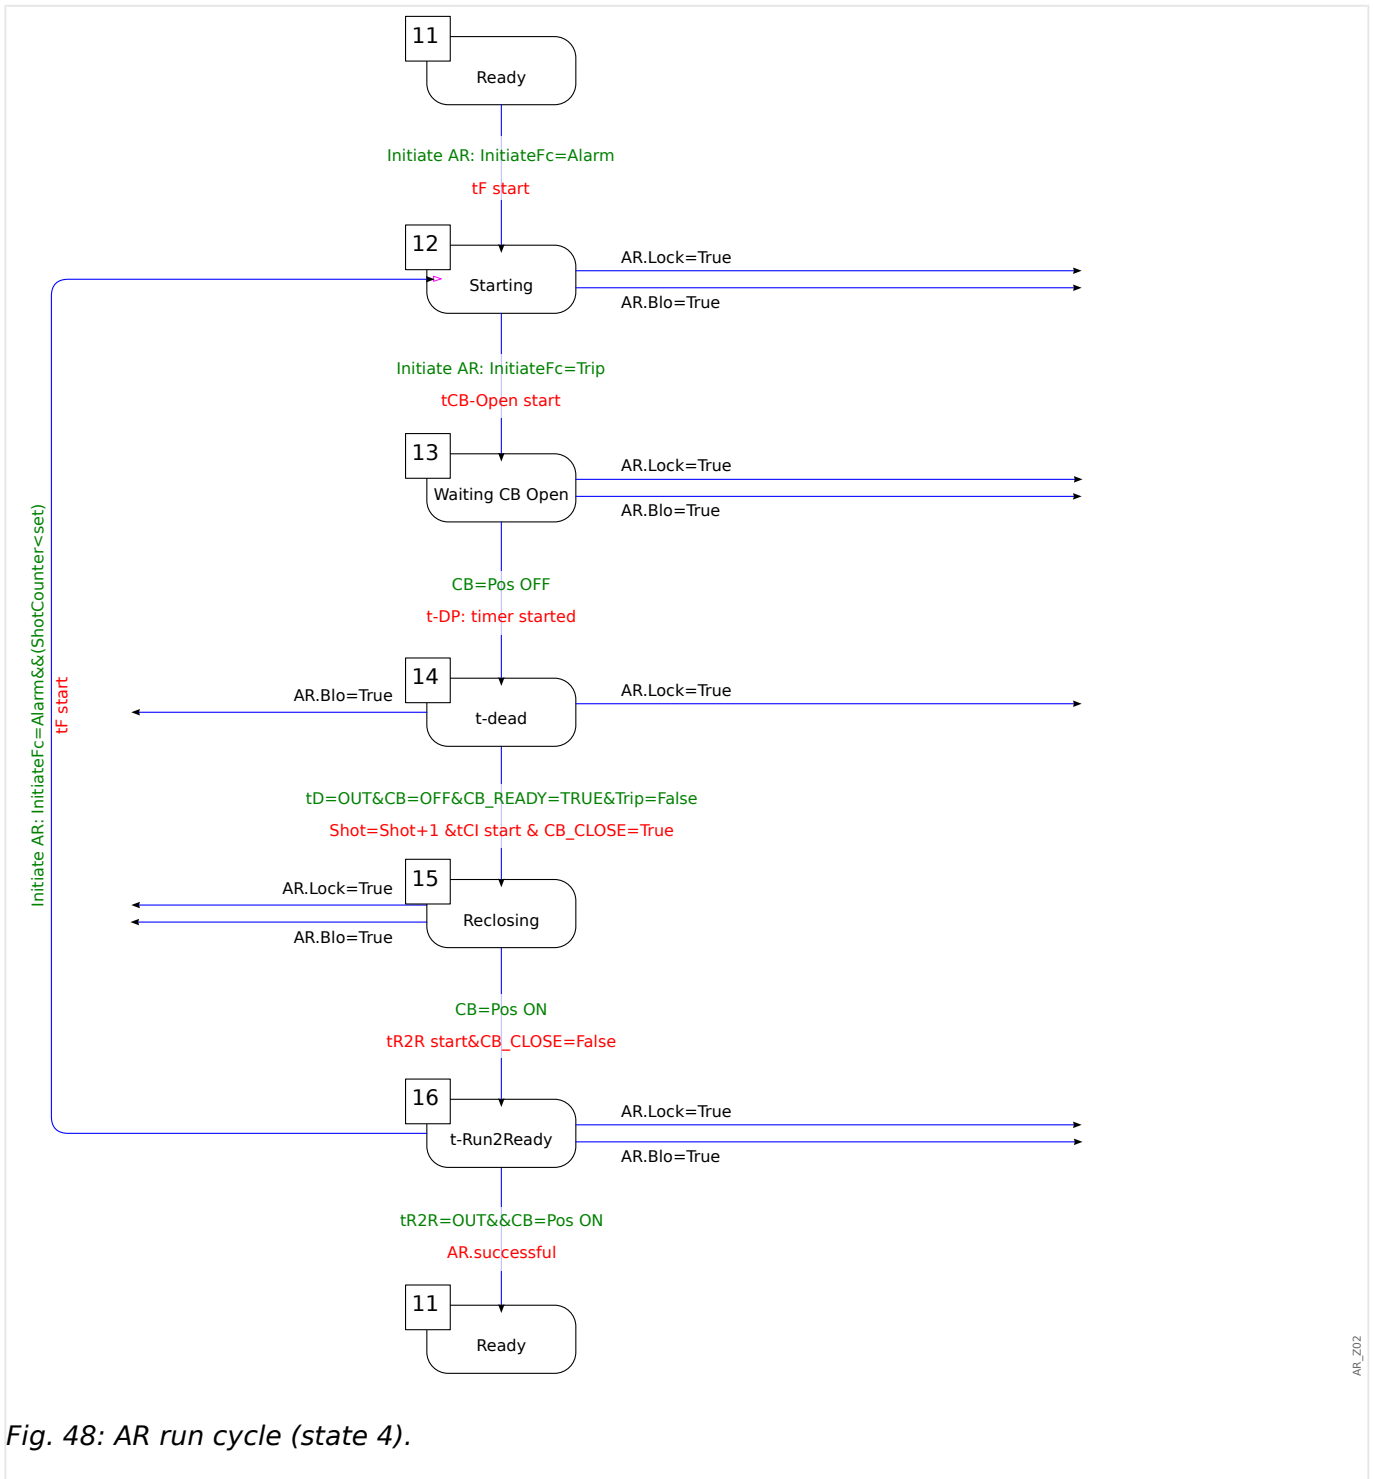 11
Ready
Initiate AR: InitiateFc=Alarm
tF start
12
Starting
AR.Lock=True
AR.Blo=True
Initiate AR: InitiateFc=Trip
tCB-Open start
13
Waiting CB Open
AR.Lock=True
AR.Blo=True
CB=Pos OFF
t-DP: timer started
Initiate AR: InitiateFc=Alarm&&(ShotCounter<set)
tF start
14
t-dead
AR.Blo=True
AR.Lock=True
tD=OUT&CB=OFF&CB_READY=TRUE&Trip=False
Shot=Shot+1 &tCI start & CB_CLOSE=True
15
Reclosing
AR.Lock=True
AR.Blo=True
CB=Pos ON
tR2R start&CB_CLOSE=False
16
t-Run2Ready
AR.Lock=True
AR.Blo=True
tR2R=OUT&&CB=Pos ON
AR.successful
11
Ready
AR_Z02
Fig. 48: AR run cycle (state 4).